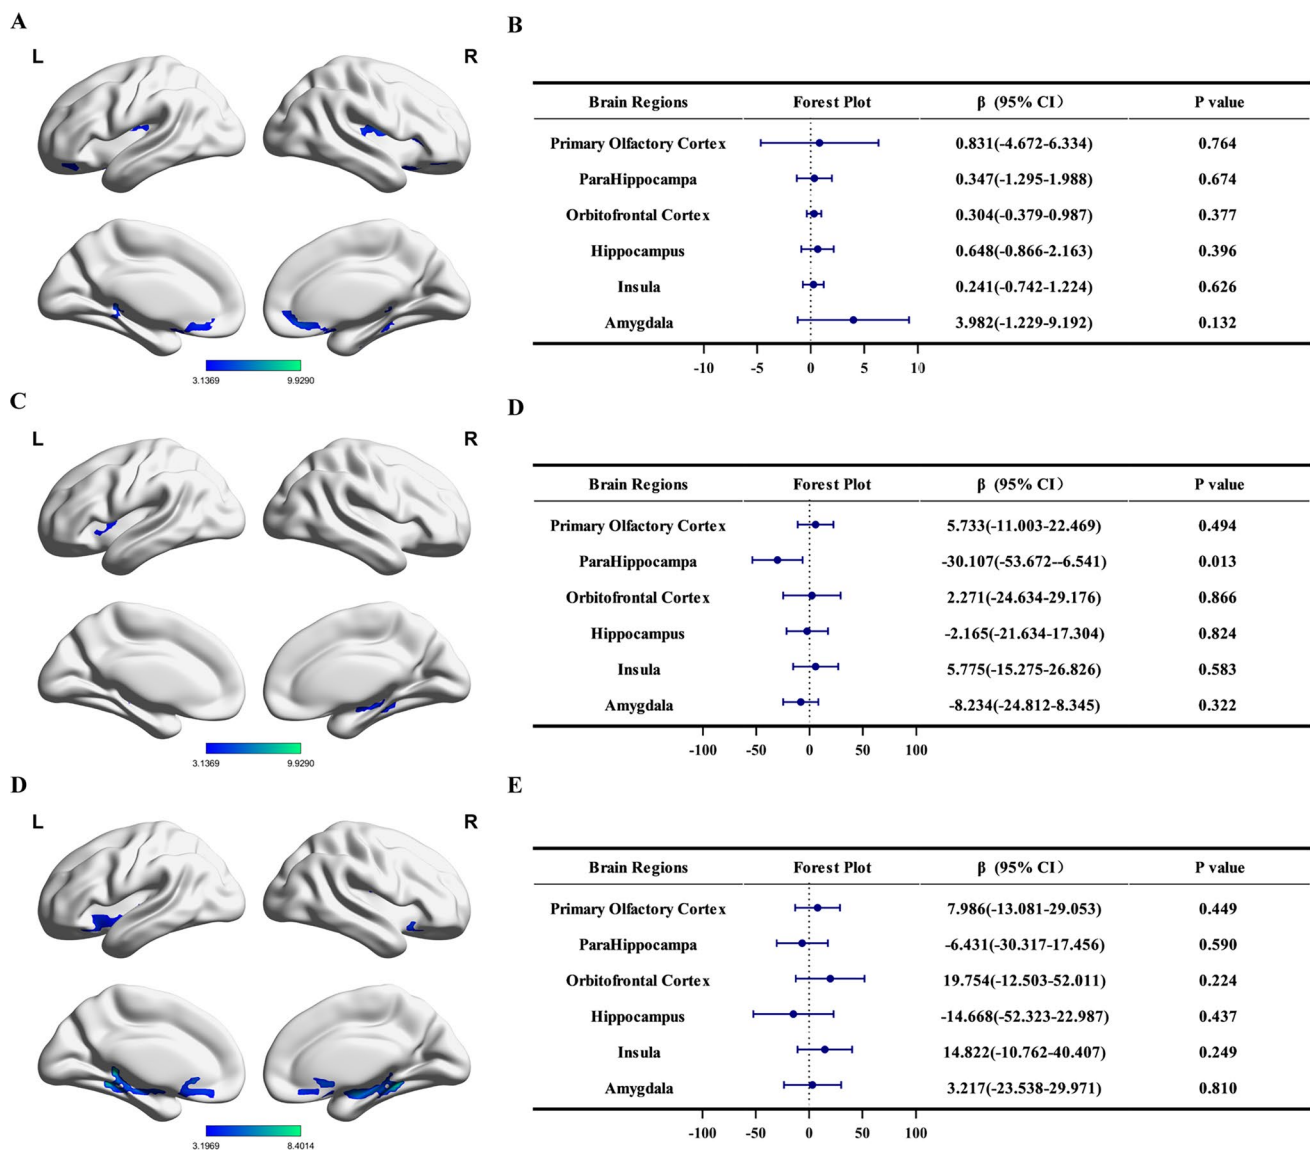 A
L
R
3.1369
9.9290
B
Brain Regions Forest Plot β (95% CI) P value
Primary Olfactory Cortex 0.831(-4.672-6.334) 0.764
ParaHippocampa 0.347(-1.295-1.988) 0.674
Orbitofrontal Cortex 0.304(-0.379-0.987) 0.377
Hippocampus 0.648(-0.866-2.163) 0.396
Insula 0.241(-0.742-1.224) 0.626
Amygdala 3.982(-1.229-9.192) 0.132
-10 -5 0 5 10
C
L
R
3.1369
9.9290
D
Brain Regions Forest Plot β (95% CI) P value
Primary Olfactory Cortex 5.733(-11.003-22.469) 0.494
ParaHippocampa -30.107(-53.672--6.541) 0.013
Orbitofrontal Cortex 2.271(-24.634-29.176) 0.866
Hippocampus -2.165(-21.634-17.304) 0.824
Insula 5.775(-15.275-26.826) 0.583
Amygdala -8.234(-24.812-8.345) 0.322
-100 -50 0 50 100
D
L
R
3.1969
8.4014
E
Brain Regions Forest Plot β (95% CI) P value
Primary Olfactory Cortex 7.986(-13.081-29.053) 0.449
ParaHippocampa -6.431(-30.317-17.456) 0.590
Orbitofrontal Cortex 19.754(-12.503-52.011) 0.224
Hippocampus -14.668(-52.323-22.987) 0.437
Insula 14.822(-10.762-40.407) 0.249
Amygdala 3.217(-23.538-29.971) 0.810
-100 -50 0 50 100